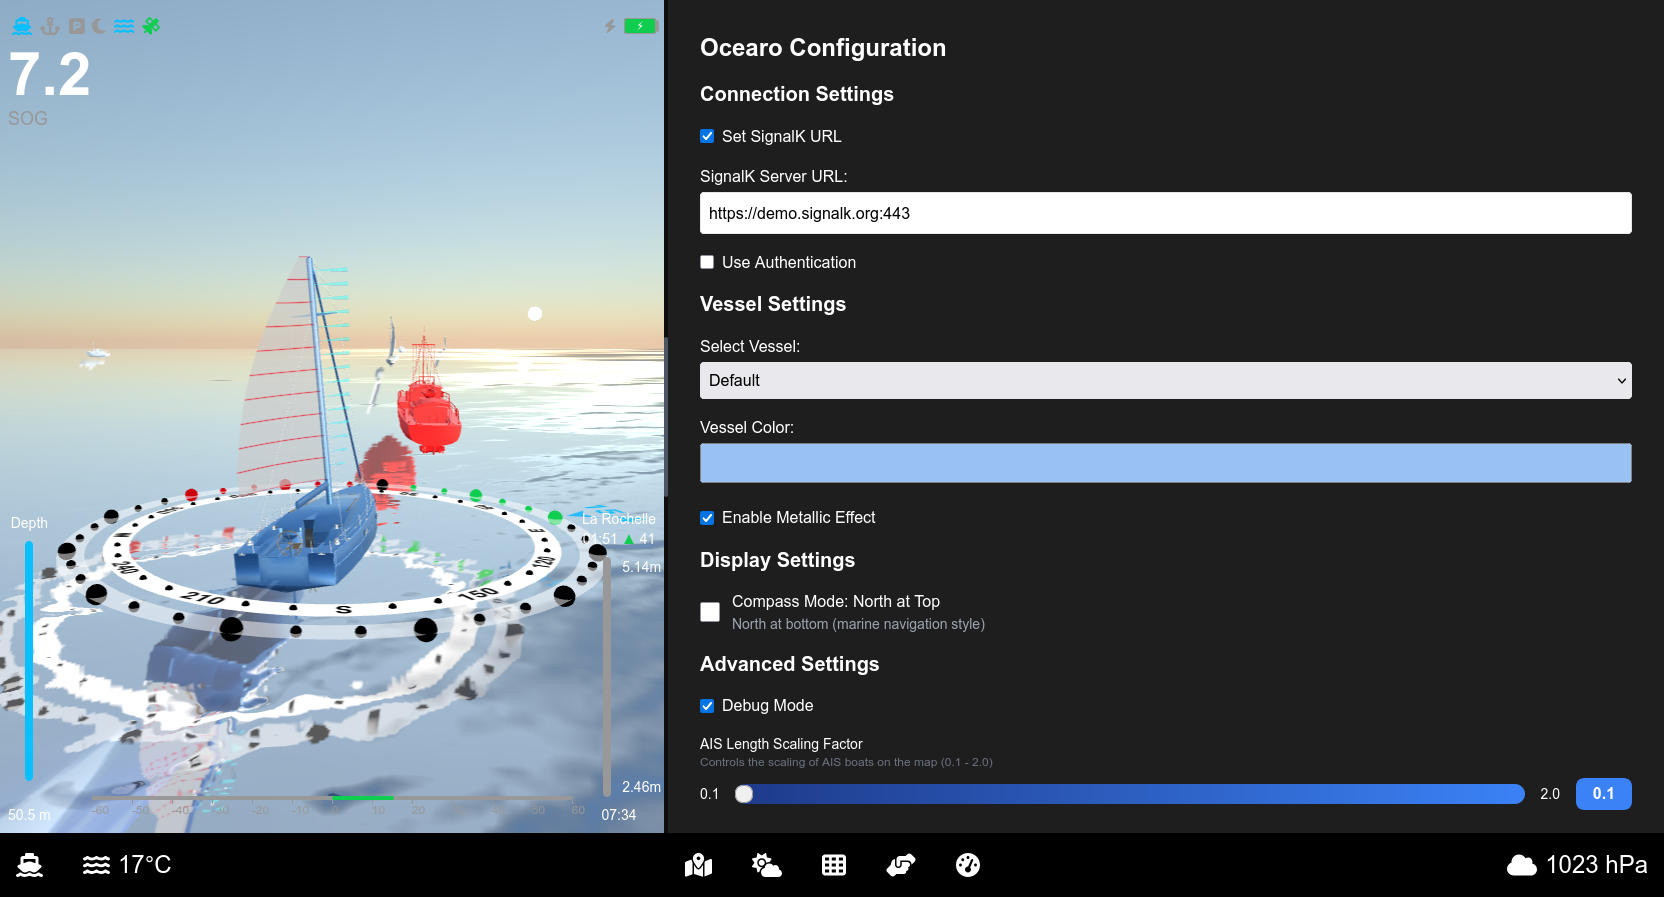 7.2
SOG
Depth
50.5 m
La Rochelle
01:51 ▲ 41
5.14m
2.46m
07:34
240
210
S
150
120
-60 -50 -40 -30 -20 -10 0 10 20 30 40 50 60
Ocearo Configuration
Connection Settings
Set SignalK URL
SignalK Server URL:
https://demo.signalk.org:443
Use Authentication
Vessel Settings
Select Vessel:
Default
Vessel Color:
Enable Metallic Effect
Display Settings
Compass Mode: North at Top
North at bottom (marine navigation style)
Advanced Settings
Debug Mode
AIS Length Scaling Factor
Controls the scaling of AIS boats on the map (0.1 - 2.0)
0.1
2.0
0.1
17°C
1023 hPa